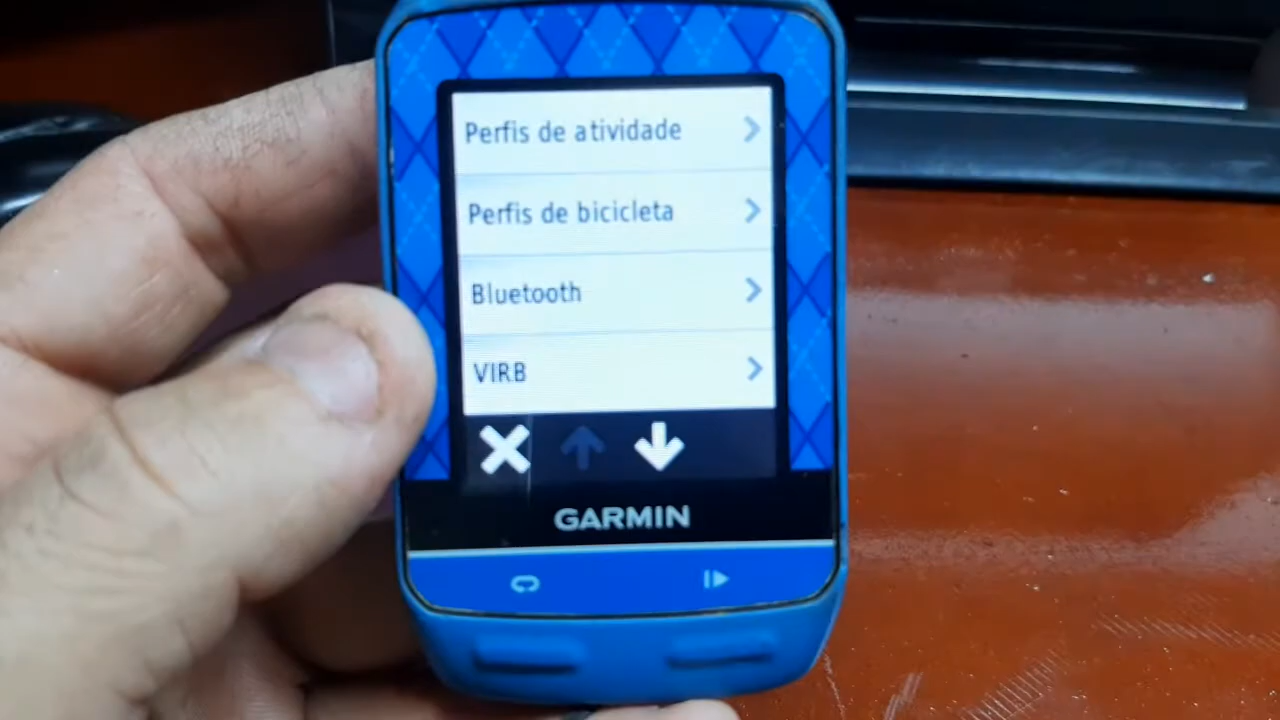 Perfis de atividade
Perfis de bicicleta
Bluetooth
VIRB
GARMIN